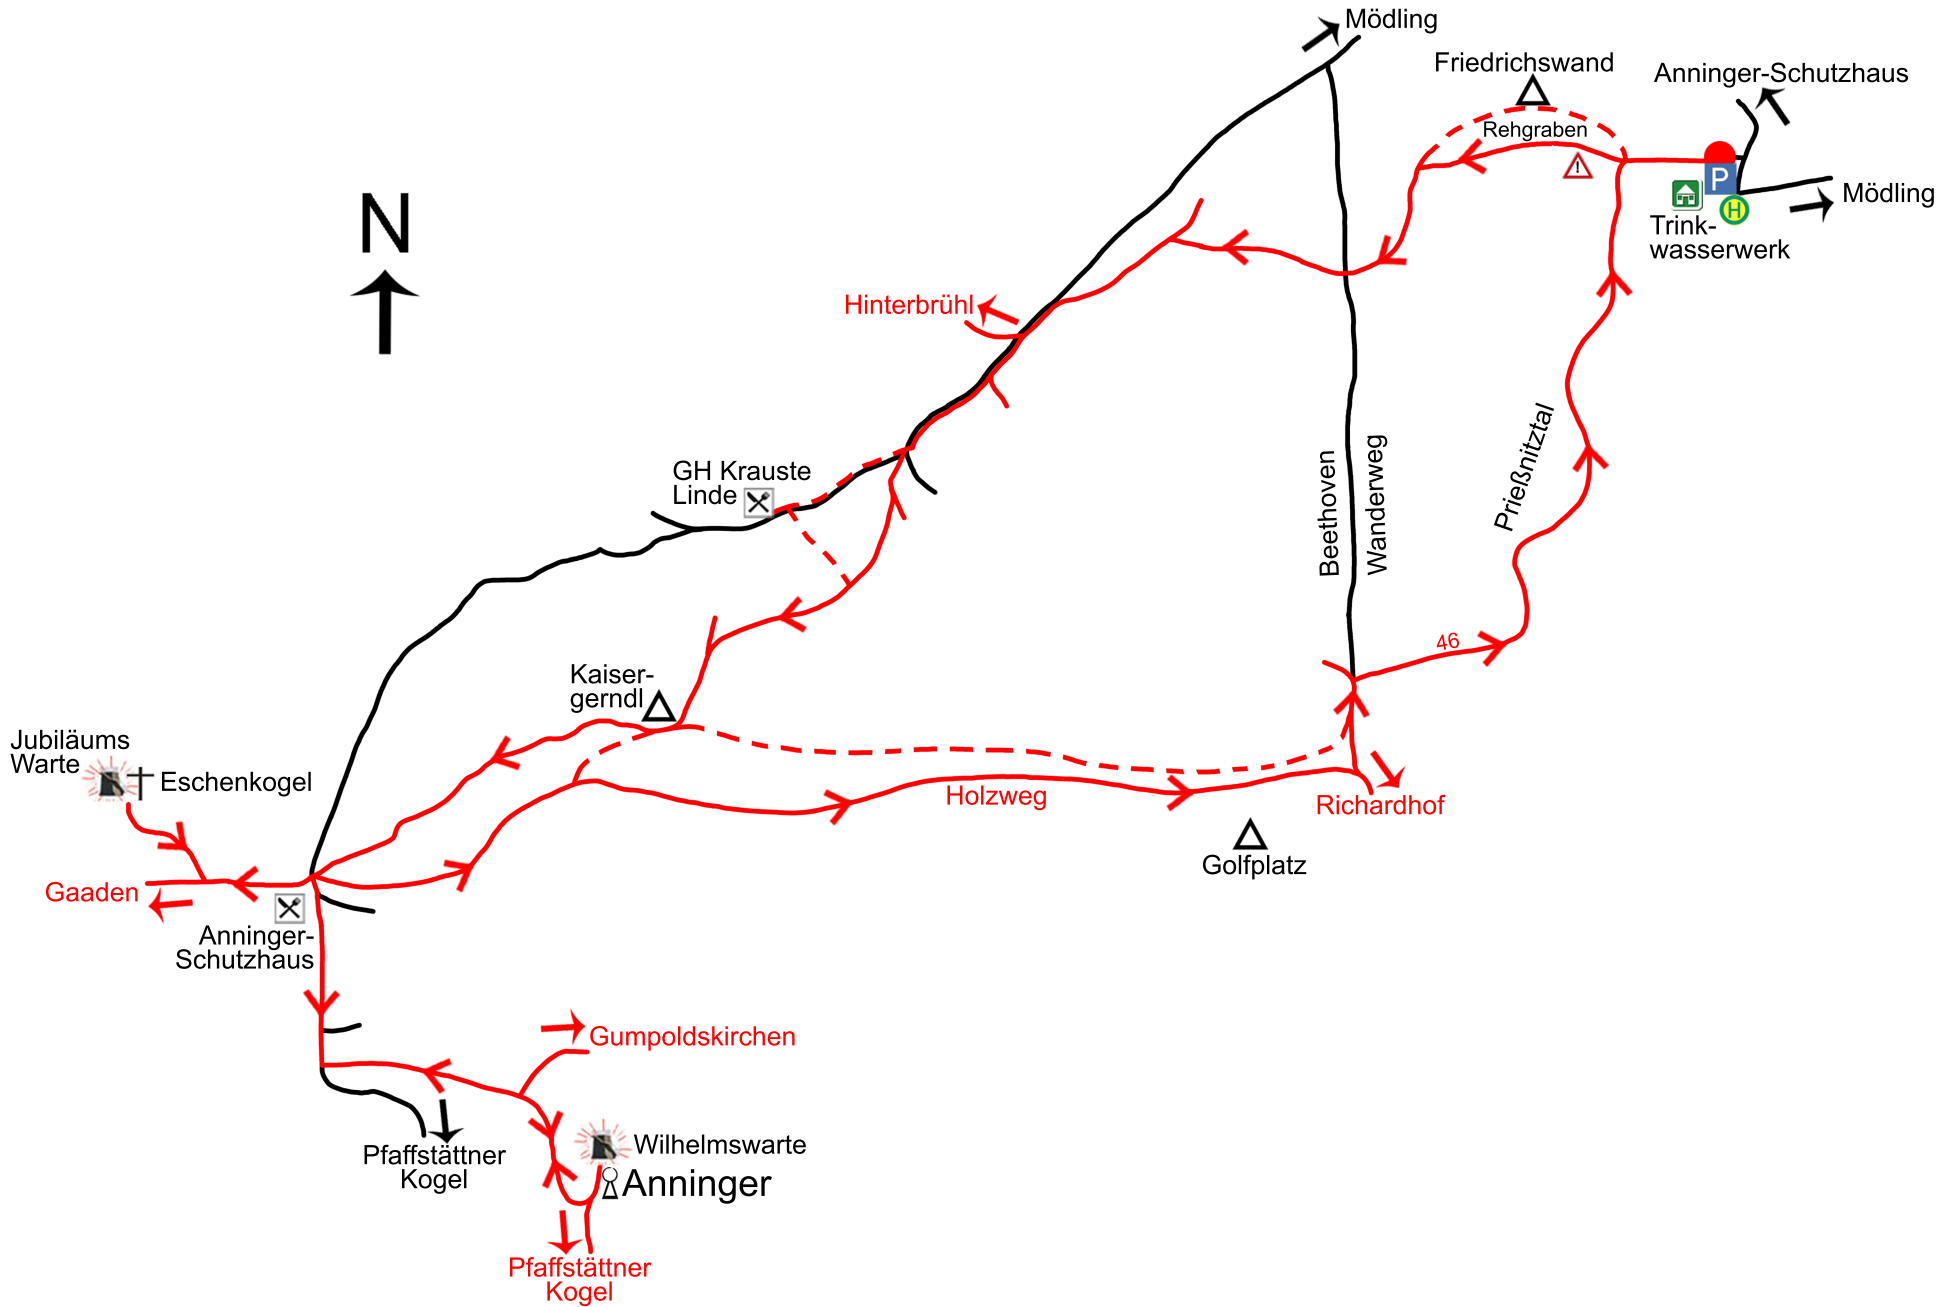 Mödling
Friedrichswand
Anninger-Schutzhaus
Rehgraben
P
Mödling
H
Trink-
wasserwerk
N
Hinterbrühl
GH Krauste
Linde
Beethoven
Wanderweg
Prießnitztal
46
Kaiser-
gerndl
Jubiläums
Warte
Eschenkogel
Holzweg
Richardhof
Golfplatz
Gaaden
Anninger-
Schutzhaus
Gumpoldskirchen
Pfaffstättner
Kogel
Wilhelmswarte
Anninger
Pfaffstättner
Kogel